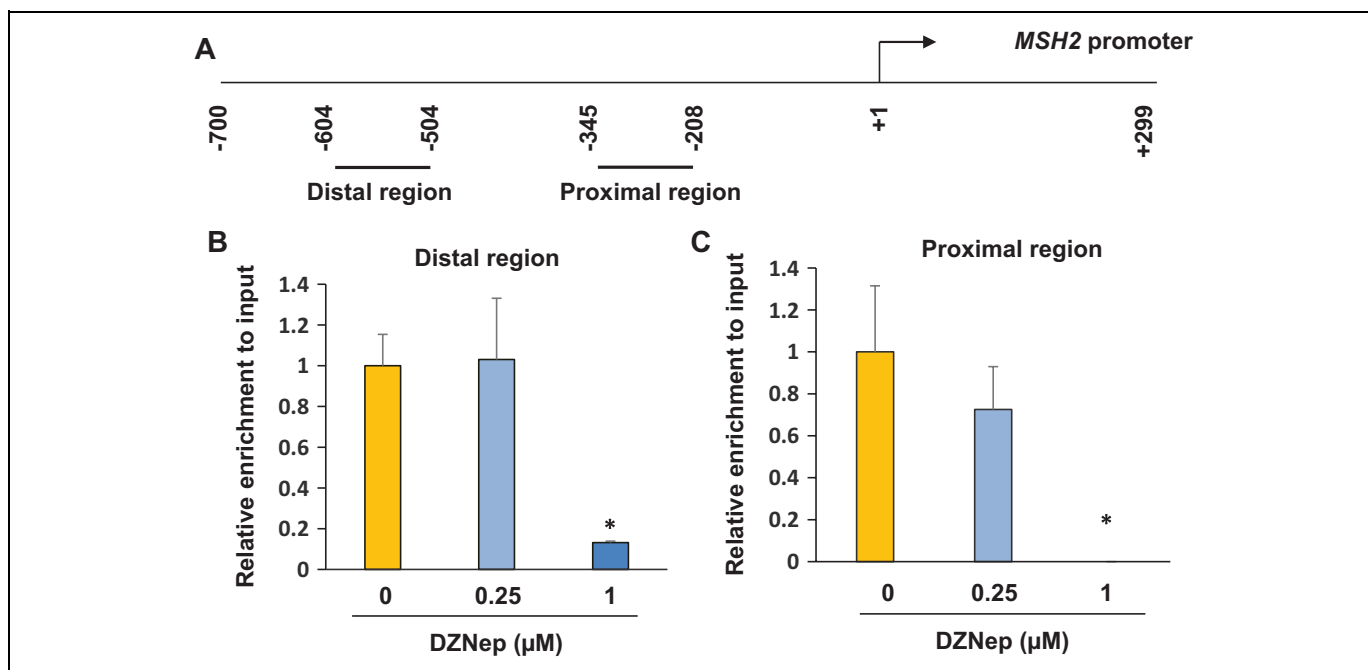 A
MSH2 promoter
-700
-604
-504
-345
-208
+1
+299
Distal region
Proximal region
B
Distal region
Relative enrichment to input
1.4
1.2
1
0.8
0.6
0.4
0.2
0
*
0 0.25 1
DZNep (µM)
C
Proximal region
Relative enrichment to input
1.4
1.2
1
0.8
0.6
0.4
0.2
0
*
0 0.25 1
DZNep (µM)